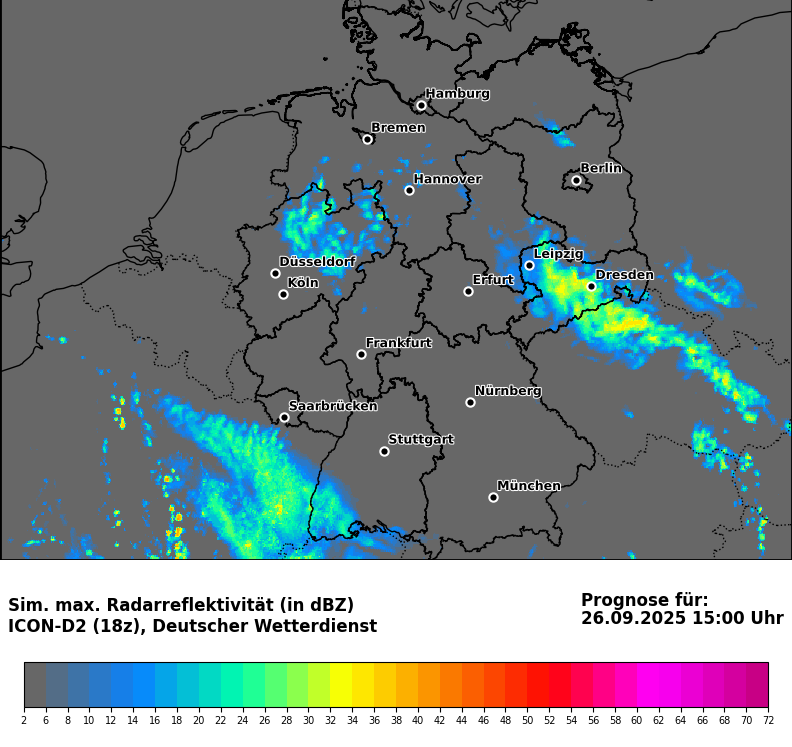 Hamburg
Bremen
Berlin
Hannover
Leipzig
Düsseldorf
Dresden
Köln
Erfurt
Frankfurt
Nürnberg
Saarbrücken
Stuttgart
München
Sim. max. Radarreflektivität (in dBZ)
ICON-D2 (18z), Deutscher Wetterdienst
Prognose für:
26.09.2025 15:00 Uhr
2 6 8 10 12 14 16 18 20 22 24 26 28 30 32 34 36 38 40 42 44 46 48 50 52 54 56 58 60 62 64 66 68 70 72